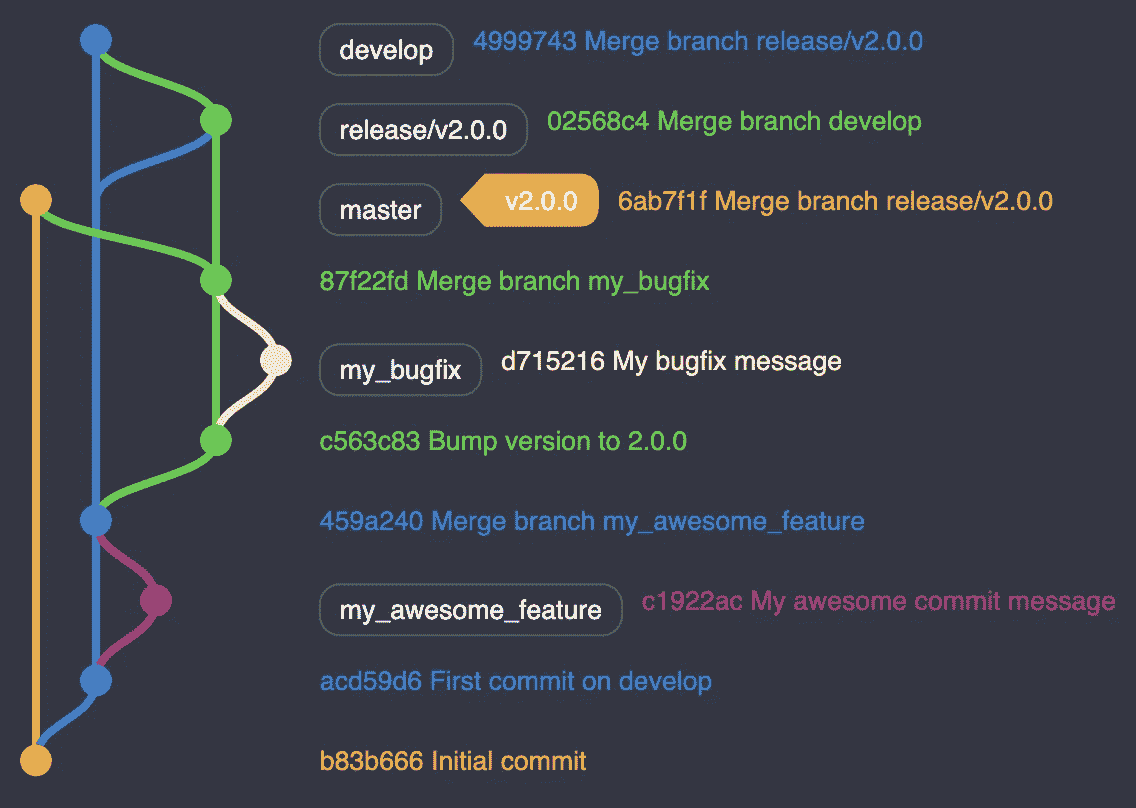 develop 4999743 Merge branch release/v2.0.0
release/v2.0.0 02568c4 Merge branch develop
master v2.0.0 6ab7f1f Merge branch release/v2.0.0
87f22fd Merge branch my_bugfix
my_bugfix d715216 My bugfix message
c563c83 Bump version to 2.0.0
459a240 Merge branch my_awesome_feature
my_awesome_feature c1922ac My awesome commit message
acd59d6 First commit on develop
b83b666 Initial commit